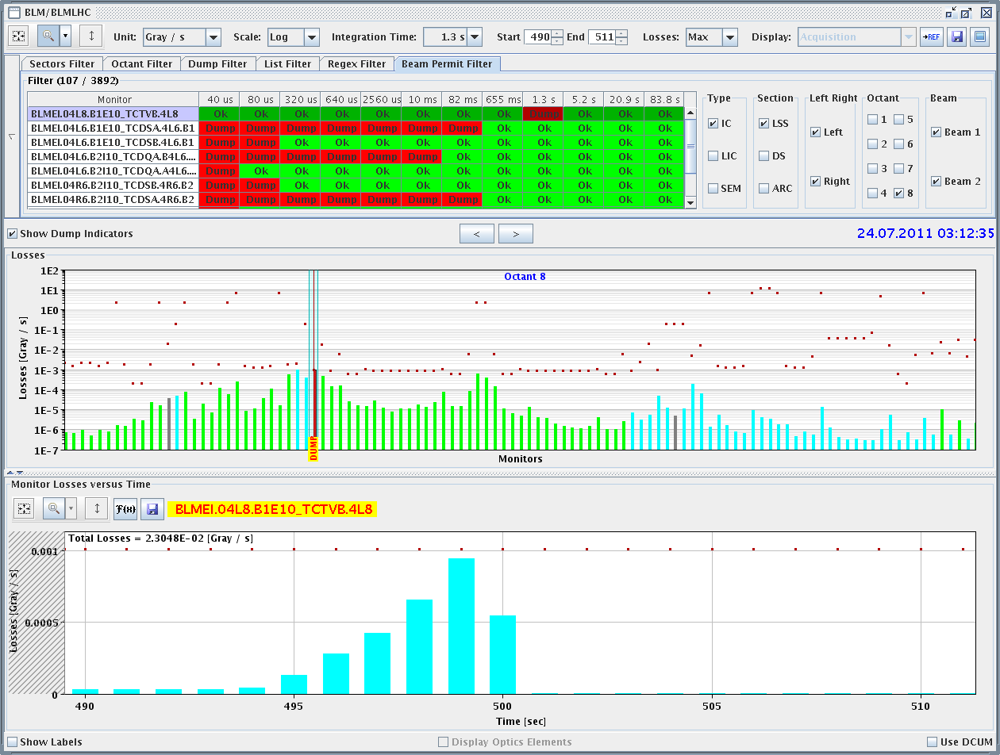 BLM/BLMLHC
Unit: Gray / s Scale: Log Integration Time: 1.3 s Start 490 End 511 Losses: Max Display: Acquisition →REF
Sectors Filter Octant Filter Dump Filter List Filter Regex Filter Beam Permit Filter
Filter (107 / 3892)
Monitor 40 us 80 us 320 us 640 us 2560 us 10 ms 82 ms 655 ms 1.3 s 5.2 s 20.9 s 83.8 s
BLMEI.04L8.B1E10_TCTVB.4L8 Ok Ok Ok Ok Ok Ok Ok Ok Dump Ok Ok Ok
BLMEI.04L6.B1E10_TCDSA.4L6.B1 Dump Dump Dump Dump Dump Dump Dump Ok Ok Ok Ok Ok
BLMEI.04L6.B1E10_TCDSB.4L6.B1 Dump Dump Ok Ok Ok Ok Ok Ok Ok Ok Ok Ok
BLMEI.04L6.B2I10_TCDQA.B4L6.... Dump Dump Dump Dump Dump Dump Ok Ok Ok Ok Ok Ok
BLMEI.04L6.B2I10_TCDQA.A4L6.... Dump Ok Ok Ok Ok Ok Ok Ok Ok Ok Ok Ok
BLMEI.04R6.B2I10_TCDSB.4R6.B2 Dump Dump Ok Ok Ok Ok Ok Ok Ok Ok Ok Ok
BLMEI.04R6.B2I10_TCDSA.4R6.B2 Dump Dump Dump Dump Dump Dump Dump Ok Ok Ok Ok Ok
Type Section Left Right Octant Beam
IC LSS Left 1 5 Beam 1
LIC DS 2 6
SEM ARC Right 3 7 Beam 2
4 8
Show Dump Indicators < > 24.07.2011 03:12:35
Losses
Octant 8
1E2
1E1
1E0
1E-1
1E-2
1E-3
1E-4
1E-5
1E-6
1E-7
Losses [Gray / s]
DUMP
Monitors
Monitor Losses versus Time
F(x) BLMEI.04L8.B1E10_TCTVB.4L8
Total Losses = 2.3048E-02 [Gray / s]
0.001
0.0005
0
Losses [Gray / s]
490 495 500 505 510
Time [sec]
Show Labels Display Optics Elements Use DCUM